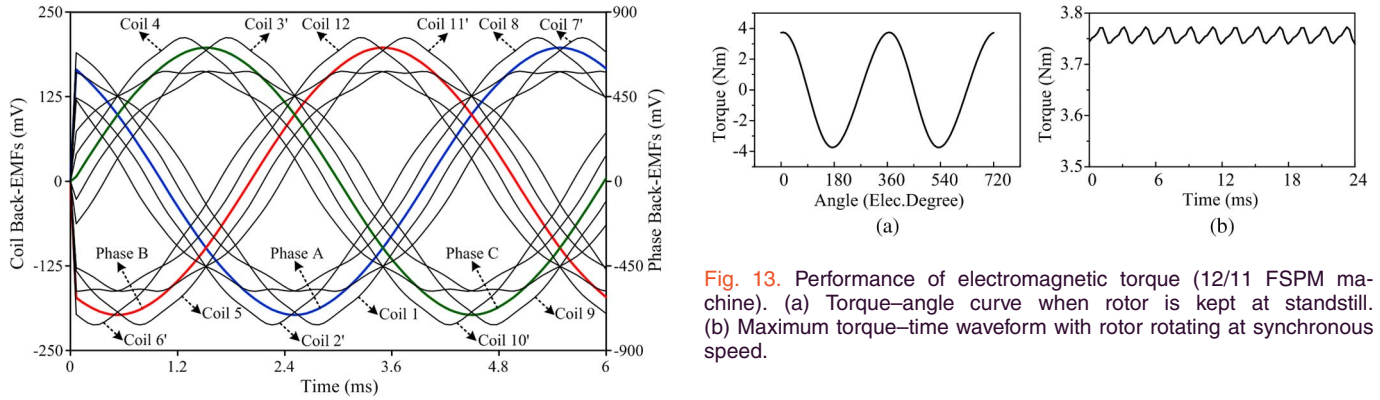 Coil 4
Coil 3'
Coil 12
Coil 11'
Coil 8
Coil 7'
250
125
0
-125
-250
Coil Back-EMFs (mV)
900
450
0
-450
-900
Phase Back-EMFs (mV)
Phase B
Phase A
Phase C
Coil 6'
Coil 5
Coil 2'
Coil 1
Coil 10'
Coil 9
0 1.2 2.4 3.6 4.8 6
Time (ms)
4
2
0
-2
-4
Torque (Nm)
0 180 360 540 720
Angle (Elec.Degree)
(a)
3.8
3.7
3.6
3.5
Torque (Nm)
0 6 12 18 24
Time (ms)
(b)
Fig. 13. Performance of electromagnetic torque (12/11 FSPM ma-
chine). (a) Torque–angle curve when rotor is kept at standstill.
(b) Maximum torque–time waveform with rotor rotating at synchronous
speed.